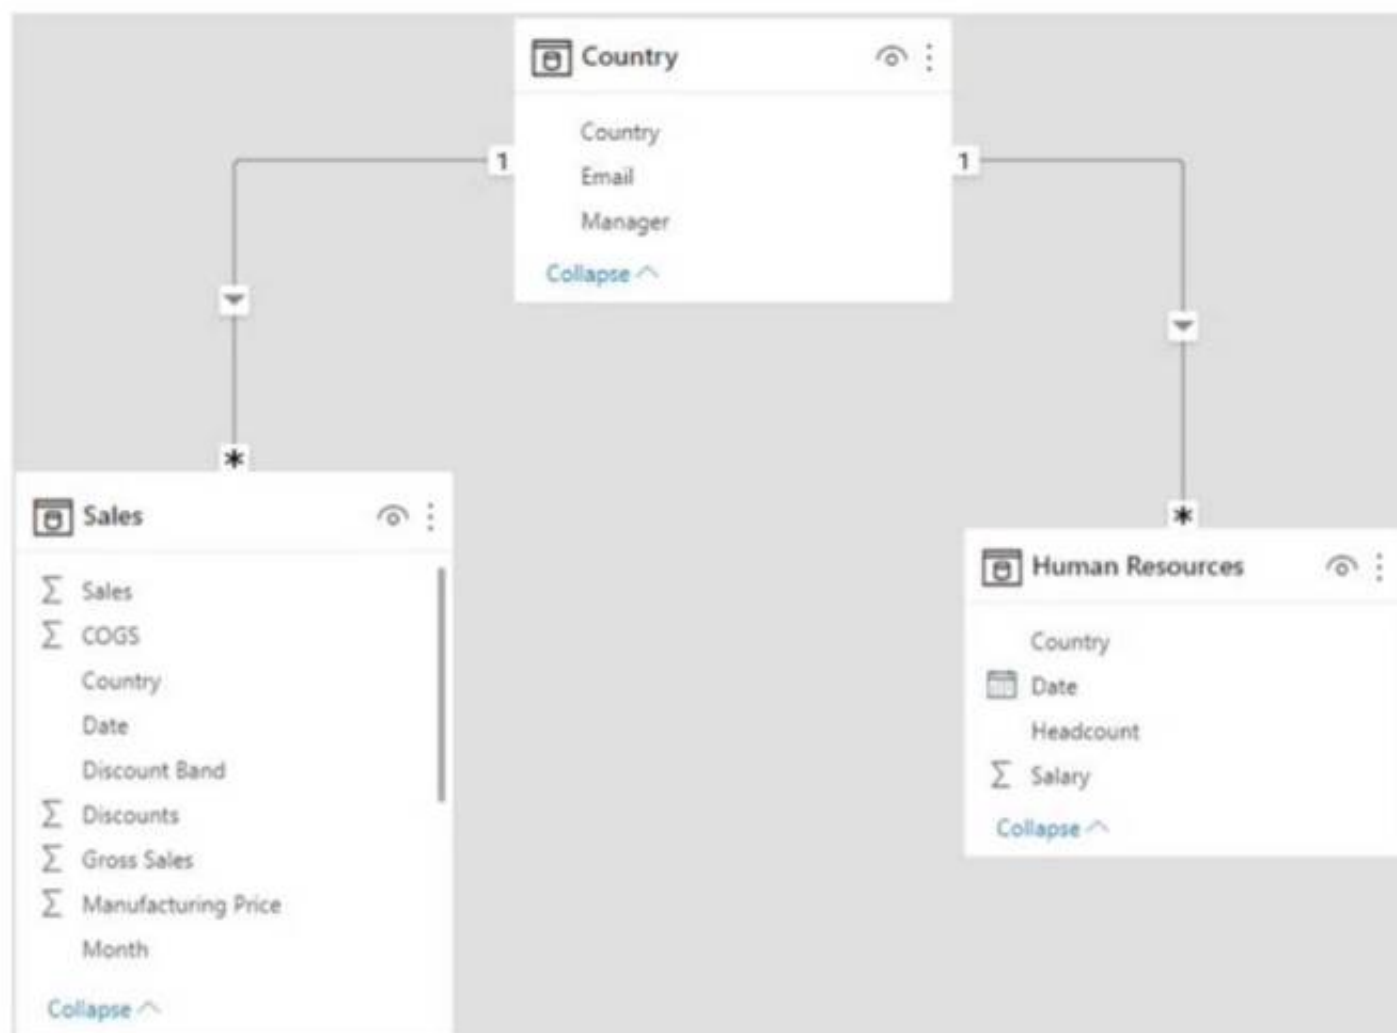 Country
Country
Email
Manager
Collapse
1
1
*
*
Sales
Sales
COGS
Country
Date
Discount Band
Discounts
Gross Sales
Manufacturing Price
Month
Collapse
Human Resources
Country
Date
Headcount
Salary
Collapse